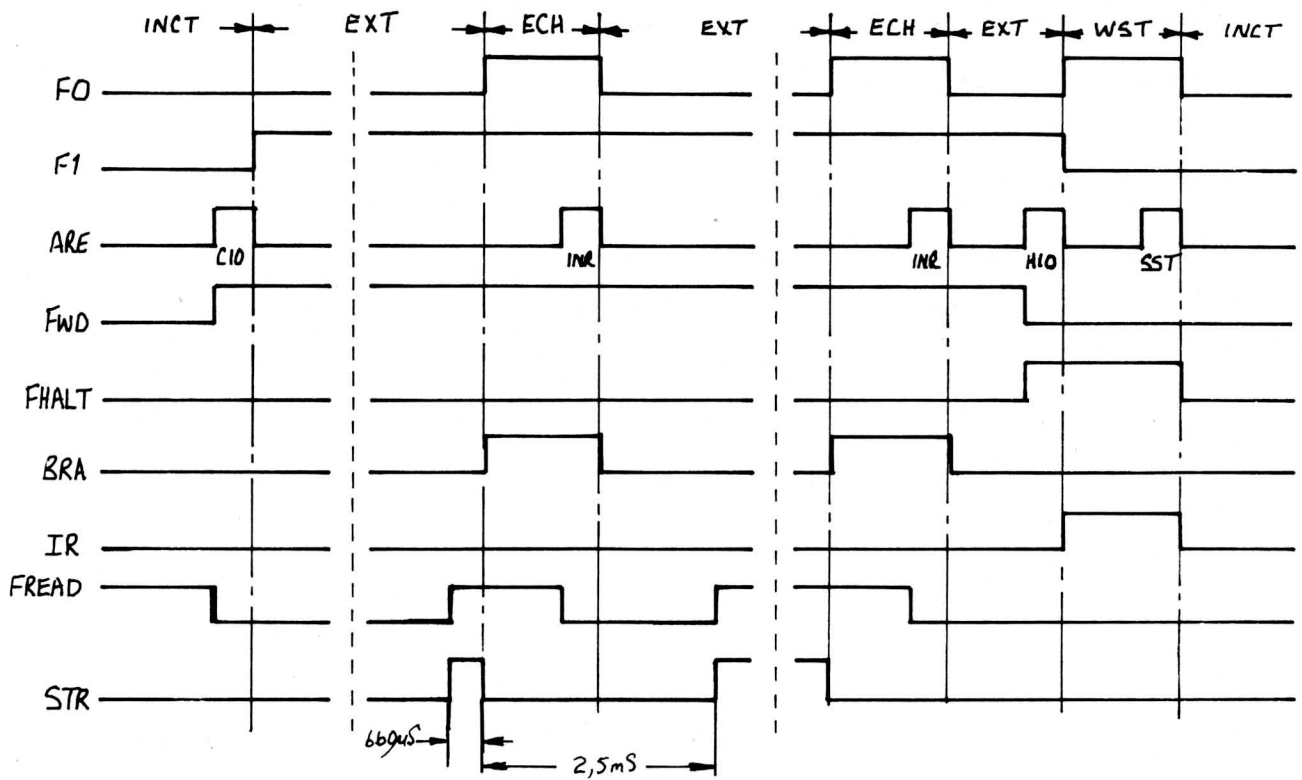 INCT EXT ECH EXT ECH EXT WST INCT
F0
F1
ARE
CIO INR INR HIO SST
FWD
FHALT
BRA
IR
FREAD
STR
660µS
2,5mS